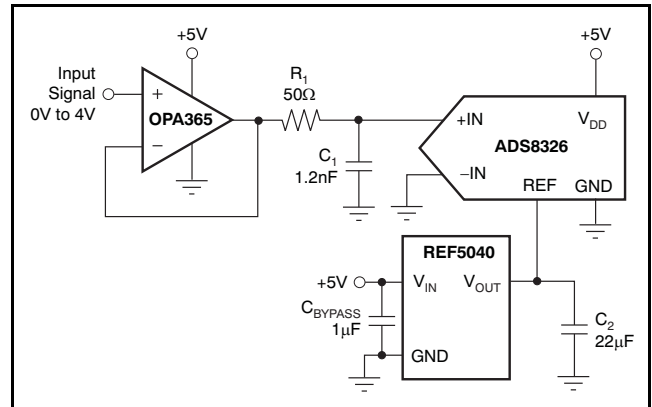 +5V
Input
Signal
0V to 4V
+
OPA365
−
R1
50Ω
C1
1.2nF
+5V
+IN
VDD
ADS8326
−IN
REF
GND
REF5040
+5V
VIN
VOUT
CBYPASS
1μF
GND
C2
22μF